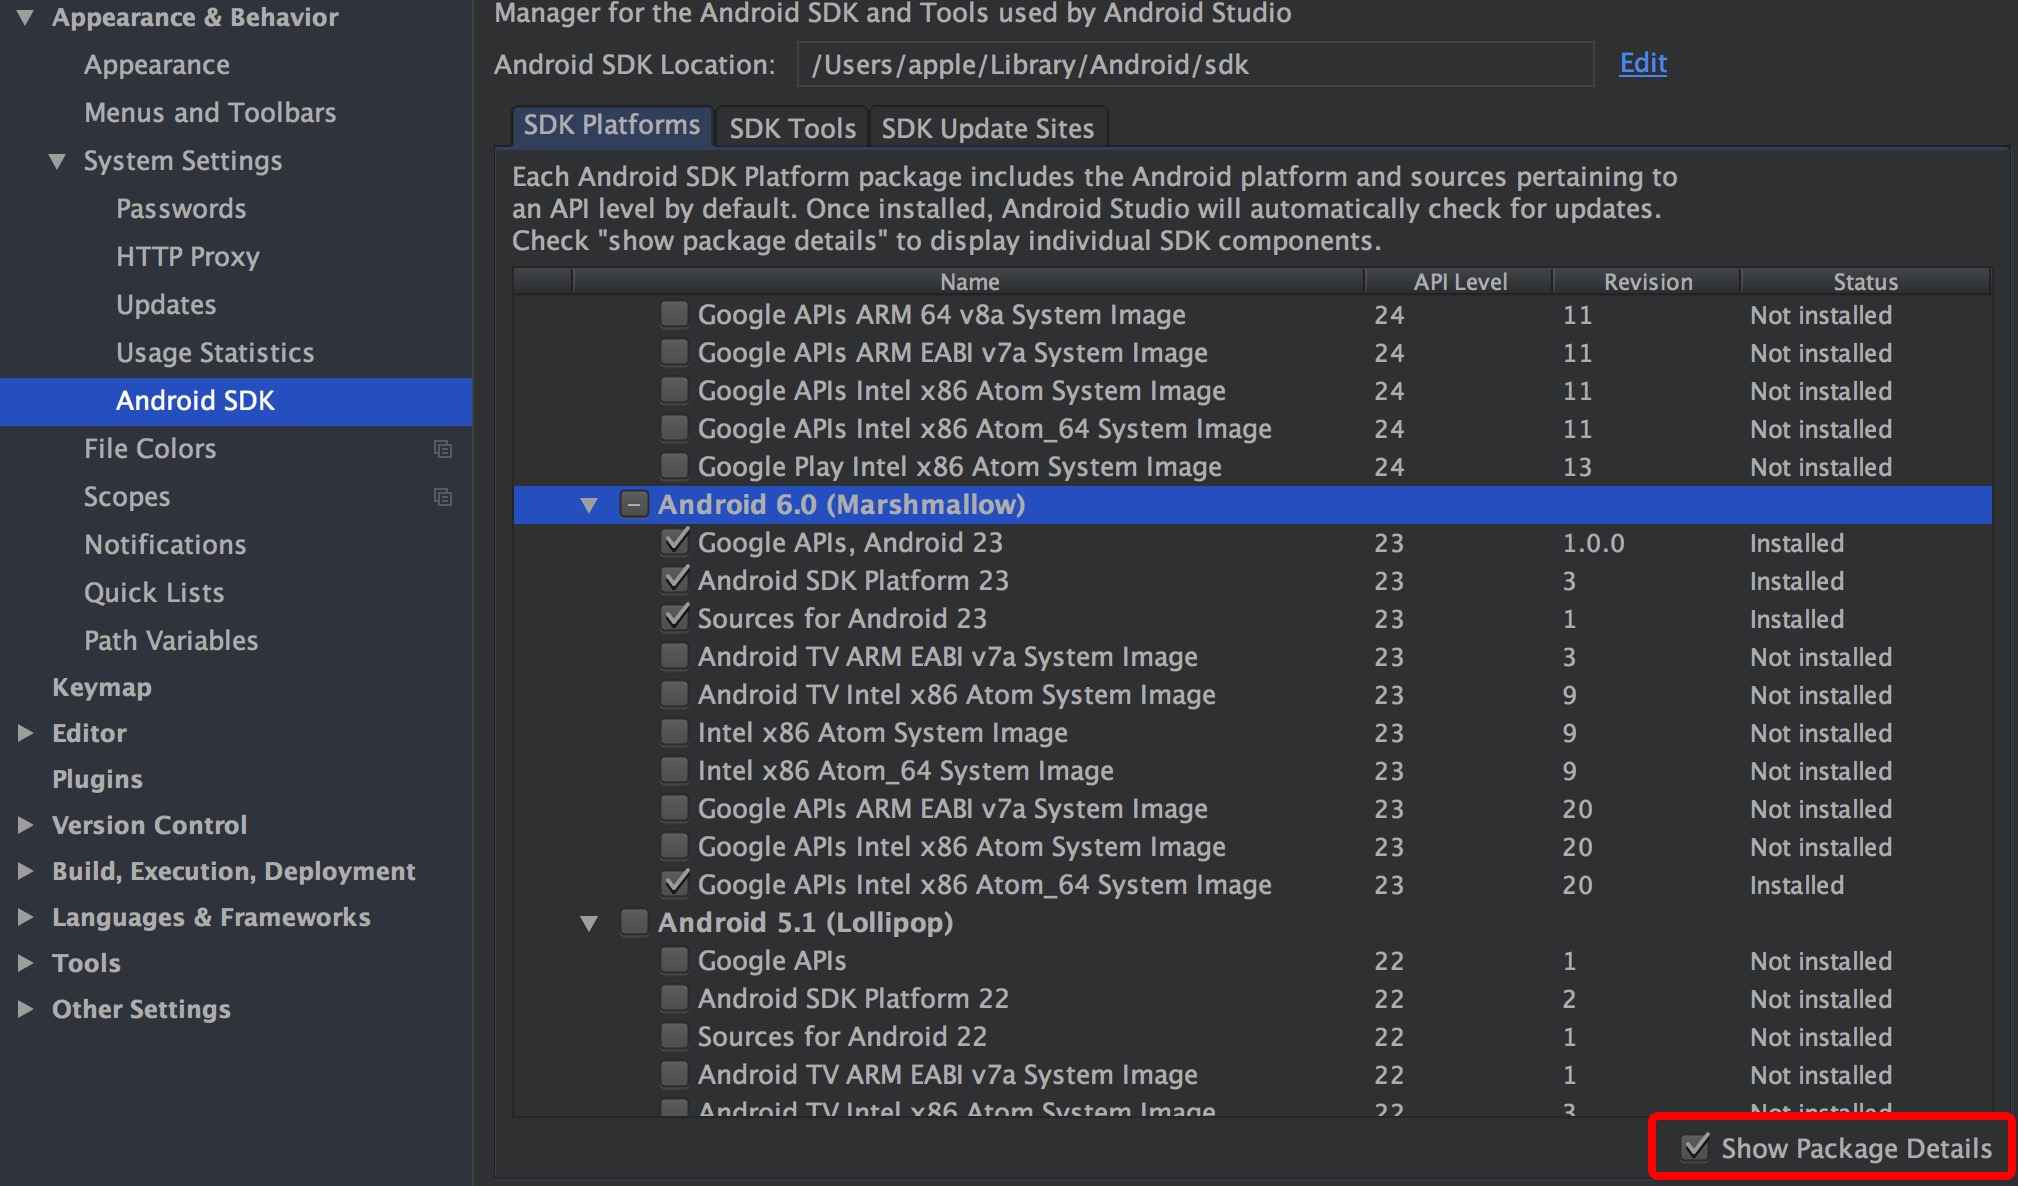 Appearance & Behavior
Appearance
Menus and Toolbars
System Settings
Passwords
HTTP Proxy
Updates
Usage Statistics
Android SDK
File Colors
Scopes
Notifications
Quick Lists
Path Variables
Keymap
Editor
Plugins
Version Control
Build, Execution, Deployment
Languages & Frameworks
Tools
Other Settings
Manager for the Android SDK and Tools used by Android Studio
Android SDK Location: /Users/apple/Library/Android/sdk Edit
SDK Platforms SDK Tools SDK Update Sites
Each Android SDK Platform package includes the Android platform and sources pertaining to
an API level by default. Once installed, Android Studio will automatically check for updates.
Check "show package details" to display individual SDK components.
Name API Level Revision Status
Google APIs ARM 64 v8a System Image 24 11 Not installed
Google APIs ARM EABI v7a System Image 24 11 Not installed
Google APIs Intel x86 Atom System Image 24 11 Not installed
Google APIs Intel x86 Atom_64 System Image 24 11 Not installed
Google Play Intel x86 Atom System Image 24 13 Not installed
Android 6.0 (Marshmallow)
Google APIs, Android 23 23 1.0.0 Installed
Android SDK Platform 23 23 3 Installed
Sources for Android 23 23 1 Installed
Android TV ARM EABI v7a System Image 23 3 Not installed
Android TV Intel x86 Atom System Image 23 9 Not installed
Intel x86 Atom System Image 23 9 Not installed
Intel x86 Atom_64 System Image 23 9 Not installed
Google APIs ARM EABI v7a System Image 23 20 Not installed
Google APIs Intel x86 Atom System Image 23 20 Not installed
Google APIs Intel x86 Atom_64 System Image 23 20 Installed
Android 5.1 (Lollipop)
Google APIs 22 1 Not installed
Android SDK Platform 22 22 2 Not installed
Sources for Android 22 22 1 Not installed
Android TV ARM EABI v7a System Image 22 1 Not installed
Android TV Intel x86 Atom System Image 22 3 Not installed
Show Package Details